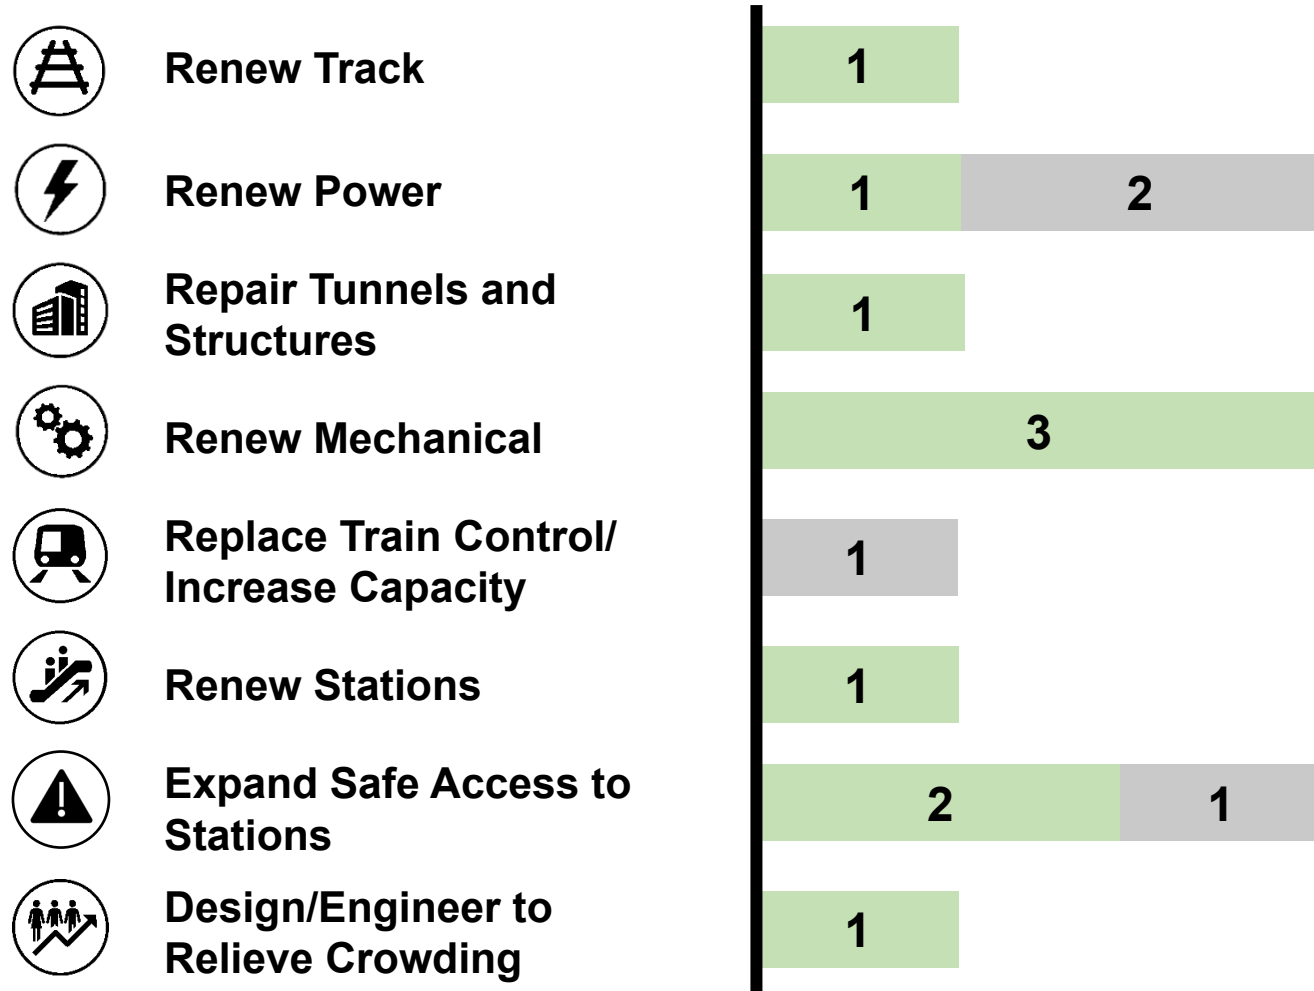 Renew Track
1
Renew Power
1 2
Repair Tunnels and
Structures
1
Renew Mechanical
3
Replace Train Control/
Increase Capacity
1
Renew Stations
1
Expand Safe Access to
Stations
2 1
Design/Engineer to
Relieve Crowding
1